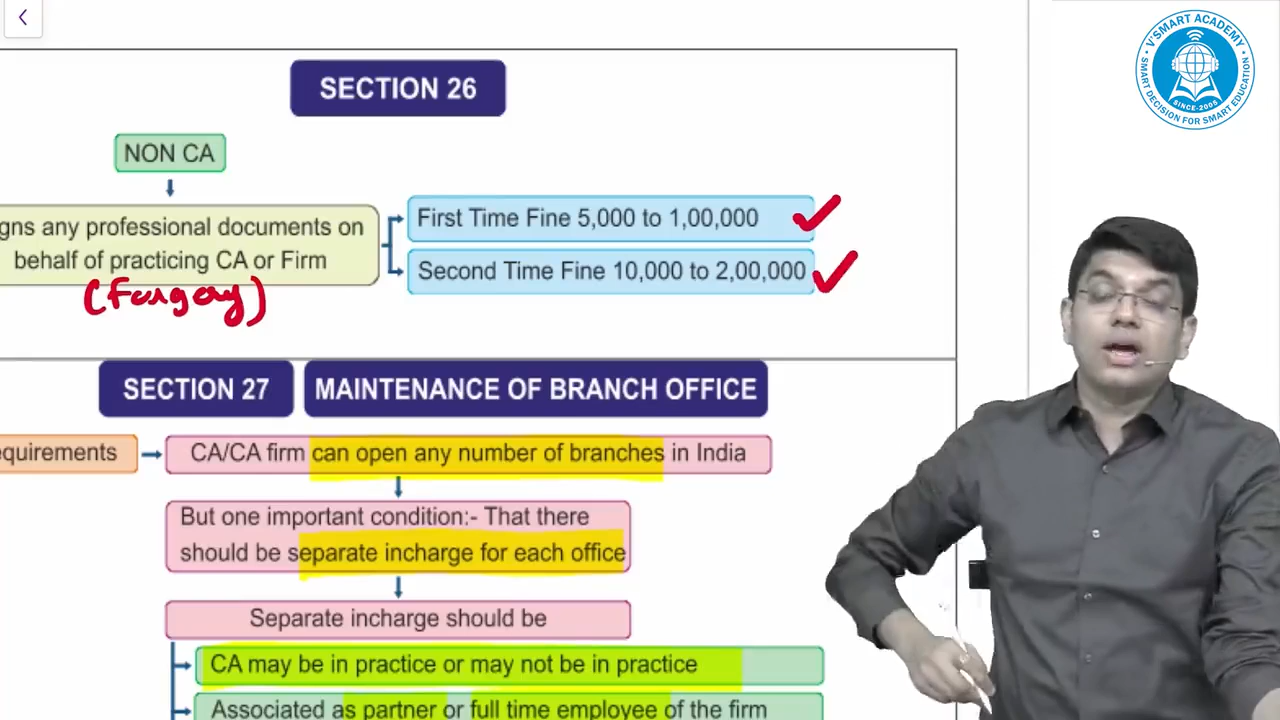 SECTION 26
NON CA
gns any professional documents on
behalf of practicing CA or Firm
(Forgery)
First Time Fine 5,000 to 1,00,000
Second Time Fine 10,000 to 2,00,000
SECTION 27
MAINTENANCE OF BRANCH OFFICE
equirements
CA/CA firm can open any number of branches in India
But one important condition:- That there
should be separate incharge for each office
Separate incharge should be
CA may be in practice or may not be in practice
Associated as partner or full time employee of the firm
V'SMART ACADEMY
SINCE-2005
SMART DECISION FOR SMART EDUCATION